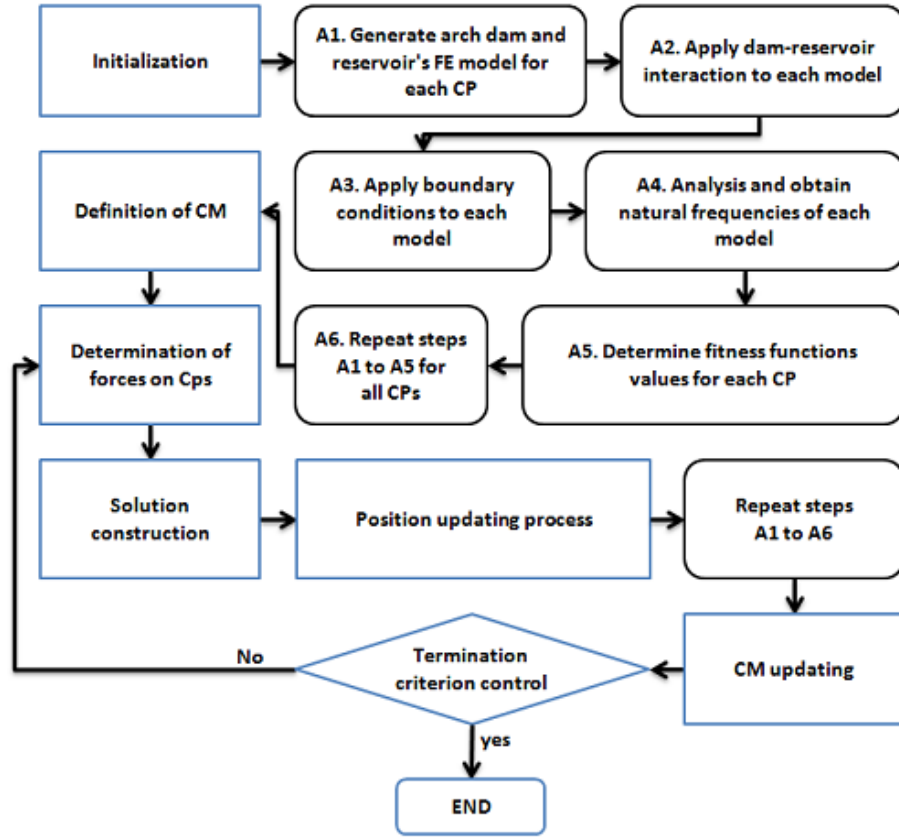 Initialization
A1. Generate arch dam and
reservoir's FE model for
each CP
A2. Apply dam-reservoir
interaction to each model
Definition of CM
A3. Apply boundary
conditions to each
model
A4. Analysis and obtain
natural frequencies of each
model
Determination of
forces on Cps
A6. Repeat steps
A1 to A5 for
all CPs
A5. Determine fitness functions
values for each CP
Solution
construction
Position updating process
Repeat steps
A1 to A6
No
Termination
criterion control
CM updating
yes
END